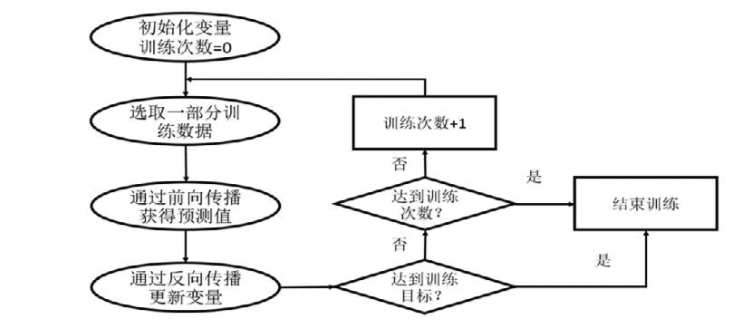 初始化变量
训练次数=0
选取一部分训
练数据
通过前向传播
获得预测值
通过反向传播
更新变量
训练次数+1
否
达到训练
次数?
是
结束训练
否
达到训练
目标?
是